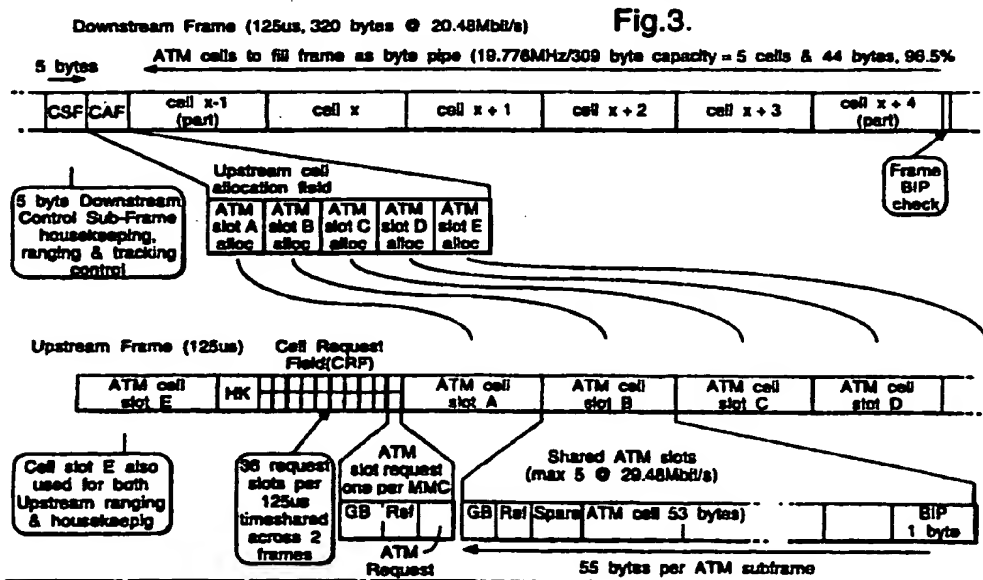 Fig.3.
Downstream Frame (125us, 320 bytes @ 20.48Mbit/s)
5 bytes
ATM cells to fill frame as byte pipe (19.776MHz/309 byte capacity = 5 cells & 44 bytes, 96.5%
CSF CAF cell x-1 (part) cell x cell x + 1 cell x + 2 cell x + 3 cell x + 4 (part)
Frame
BIP
check
Upstream cell
allocation field
ATM slot A alloc
ATM slot B alloc
ATM slot C alloc
ATM slot D alloc
ATM slot E alloc
5 byte Downstream
Control Sub-Frame
housekeeping,
ranging & tracking
control
Upstream Frame (125us)
Cell Request
Field(CRF)
ATM cell slot E
HK
ATM cell slot A
ATM cell slot B
ATM cell slot C
ATM cell slot D
Cell slot E also
used for both
Upstream ranging
& housekeepig
36 request
slots per
125us
timeshared
across 2
frames
ATM
slot request
one per MMC
GB Ref
ATM
Request
Shared ATM slots
(max 5 @ 29.48Mbit/s)
GB Ref Spare ATM cell 53 bytes) BIP 1 byte
55 bytes per ATM subframe